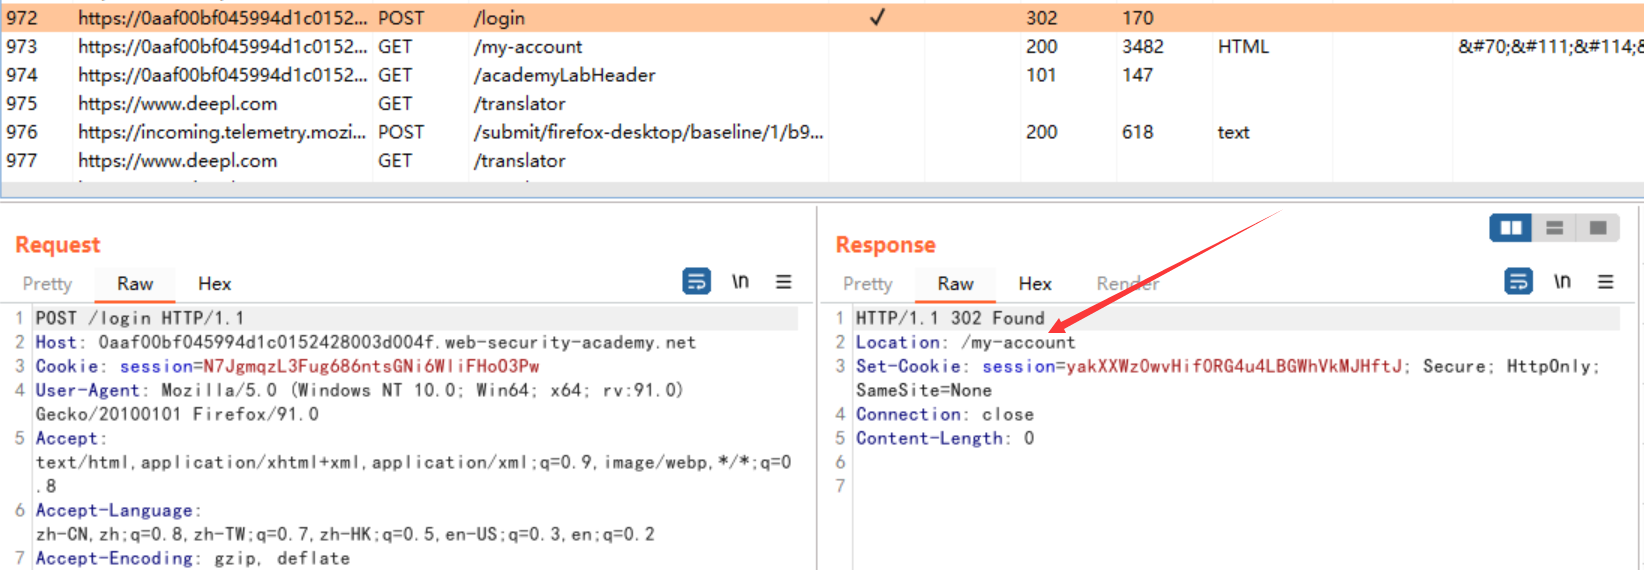 972 https://0aaf00bf045994d1c0152... POST /login ✓ 302 170
973 https://0aaf00bf045994d1c0152... GET /my-account 200 3482 HTML &#70;&#111;&#114;&
974 https://0aaf00bf045994d1c0152... GET /academyLabHeader 101 147
975 https://www.deepl.com GET /translator
976 https://incoming.telemetry.mozi... POST /submit/firefox-desktop/baseline/1/b9... 200 618 text
977 https://www.deepl.com GET /translator
Request
Pretty Raw Hex \n
1 POST /login HTTP/1.1
2 Host: 0aaf00bf045994d1c0152428003d004f.web-security-academy.net
3 Cookie: session=N7JgmqzL3Fug686ntsGNi6WliFHoO3Pw
4 User-Agent: Mozilla/5.0 (Windows NT 10.0; Win64; x64; rv:91.0)
Gecko/20100101 Firefox/91.0
5 Accept:
text/html,application/xhtml+xml,application/xml;q=0.9,image/webp,*/*;q=0
.8
6 Accept-Language:
zh-CN,zh;q=0.8,zh-TW;q=0.7,zh-HK;q=0.5,en-US;q=0.3,en;q=0.2
7 Accept-Encoding: gzip, deflate
Response
Pretty Raw Hex Render \n
1 HTTP/1.1 302 Found
2 Location: /my-account
3 Set-Cookie: session=yakXXWzOwvHifORG4u4LBGWhVkMJHftJ; Secure; HttpOnly;
SameSite=None
4 Connection: close
5 Content-Length: 0
6
7